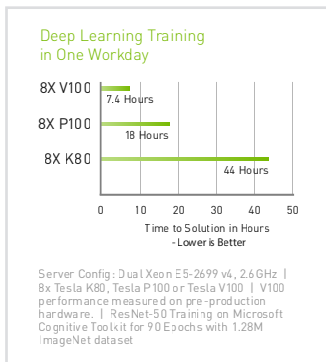 Deep Learning Training
in One Workday
8X V100
7.4 Hours
8X P100
18 Hours
8X K80
44 Hours
0 10 20 30 40 50
Time to Solution in Hours
- Lower is Better
Server Config: Dual Xeon E5-2699 v4, 2.6GHz |
8x Tesla K80, Tesla P100 or Tesla V100 | V100
performance measured on pre-production
hardware. | ResNet-50 Training on Microsoft
Cognitive Toolkit for 90 Epochs with 1.28M
ImageNet dataset